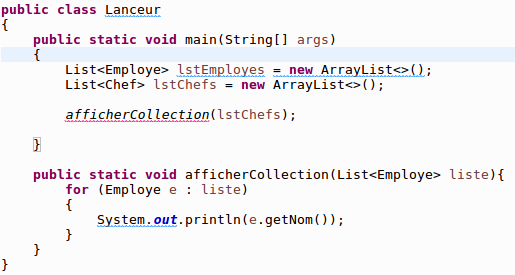 public class Lanceur
{
    public static void main(String[] args)
    {
        List<Employe> lstEmployes = new ArrayList<>();
        List<Chef> lstChefs = new ArrayList<>();

        afficherCollection(lstChefs);

    }

    public static void afficherCollection(List<Employe> liste){
        for (Employe e : liste)
        {
            System.out.println(e.getNom());
        }
    }
}